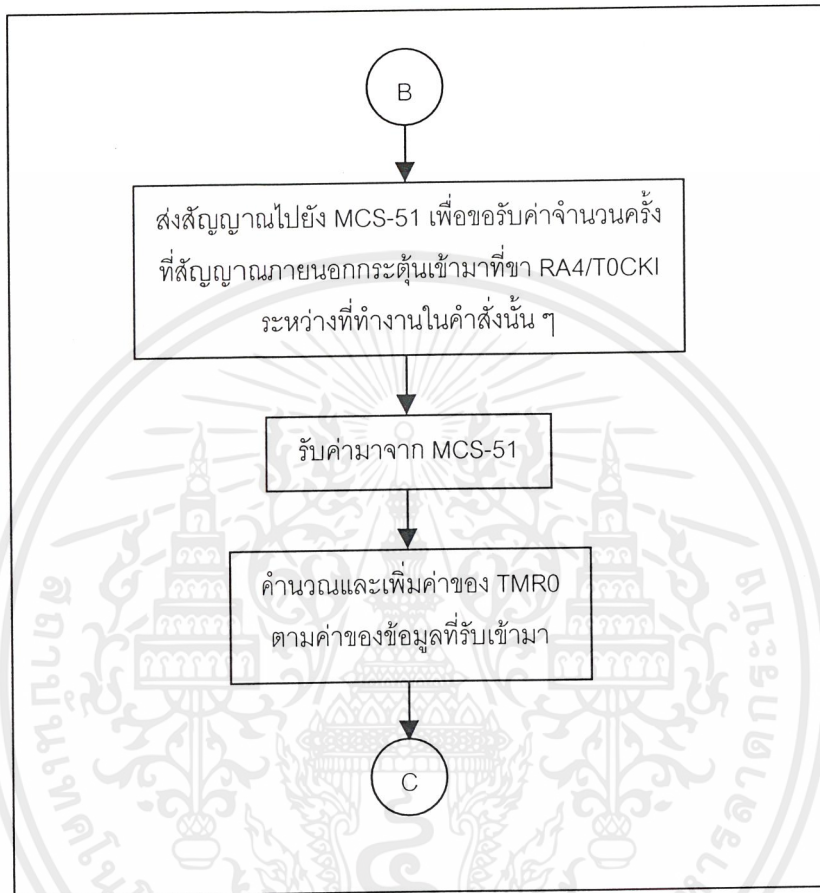 B
ส่งสัญญาณไปยัง MCS-51 เพื่อขอรับค่าจำนวนครั้ง
ที่สัญญาณภายนอกกระตุ้นเข้ามาที่ขา RA4/T0CKI
ระหว่างที่ทำงานในคำสั่งนั้น ๆ
รับค่ามาจาก MCS-51
คำนวณและเพิ่มค่าของ TMR0
ตามค่าของข้อมูลที่รับเข้ามา
C